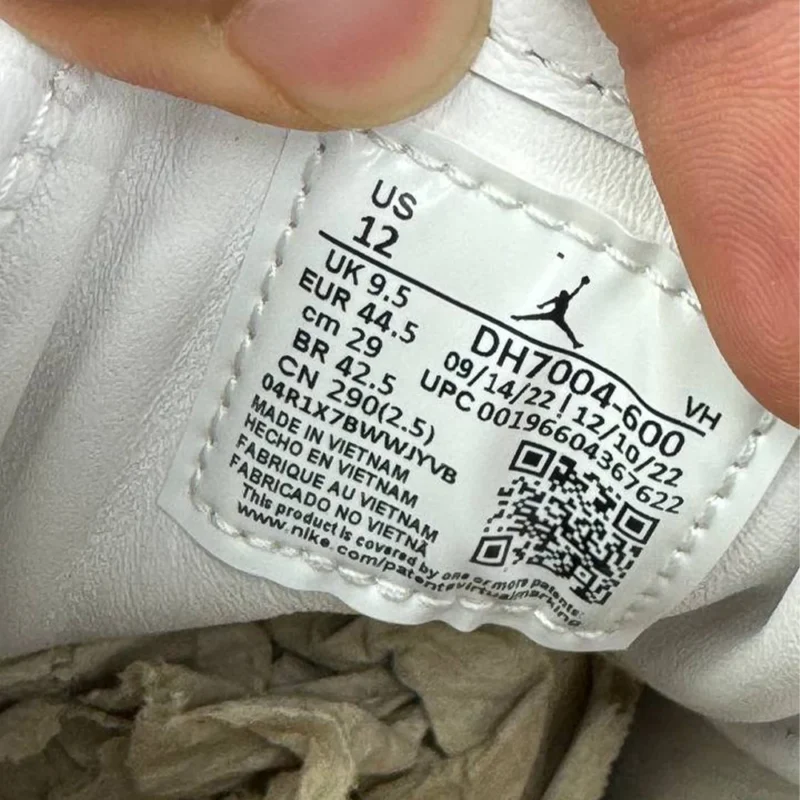 US
12
UK 9.5
EUR 44.5
cm 29
BR 42.5
CN 290(2.5)
04R1X7BWWJYVB
MADE IN VIETNAM
HECHO EN VIETNAM
FABRIQUE AU VIETNAM
FABRICADO NO VIETNÃ
This product is covered by one or more patents:
www.nike.com/patentsvirtualmarking
DH7004-600 VH
09/14/22 | 12/10/22
UPC 00196604367622